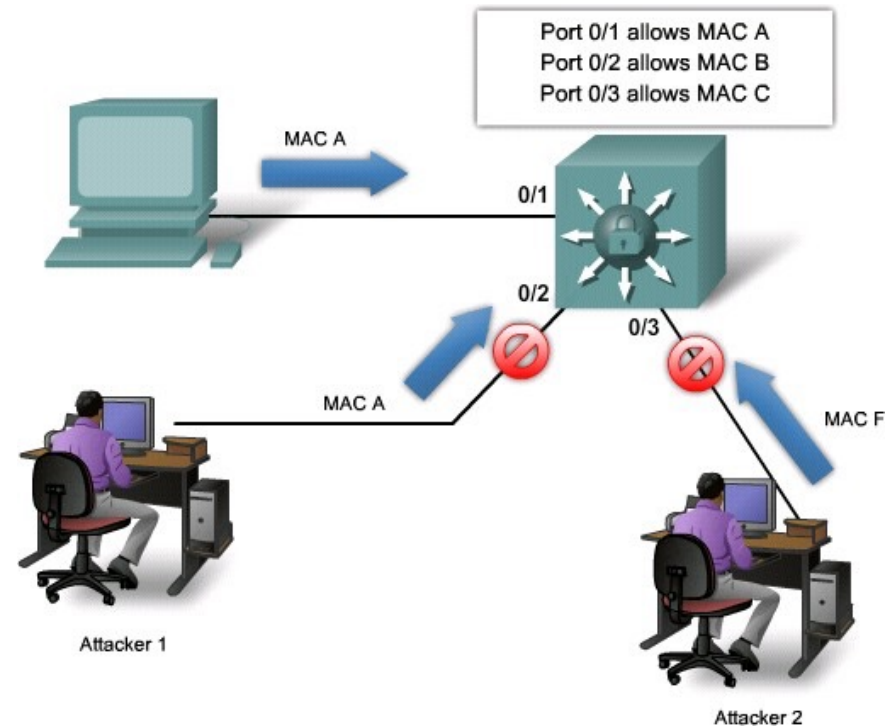 Port 0/1 allows MAC A
Port 0/2 allows MAC B
Port 0/3 allows MAC C
MAC A
0/1
0/2
0/3
MAC A
MAC F
Attacker 1
Attacker 2